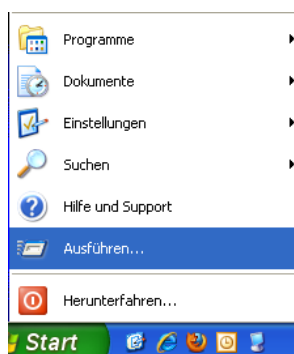 Programme
Dokumente
Einstellungen
Suchen
Hilfe und Support
Ausführen...
Herunterfahren...
Start